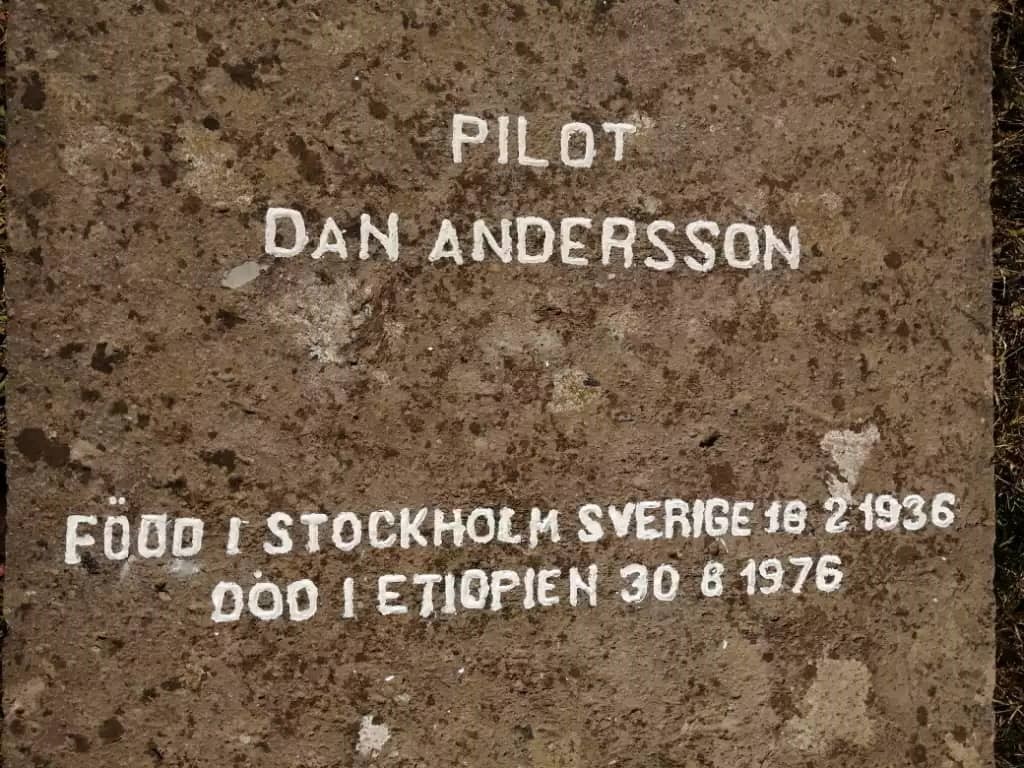 PILOT
DAN ANDERSSON
FÖDD I STOCKHOLM SVERIGE 18 2 1936
DÖD I ETIOPIEN 30 8 1976